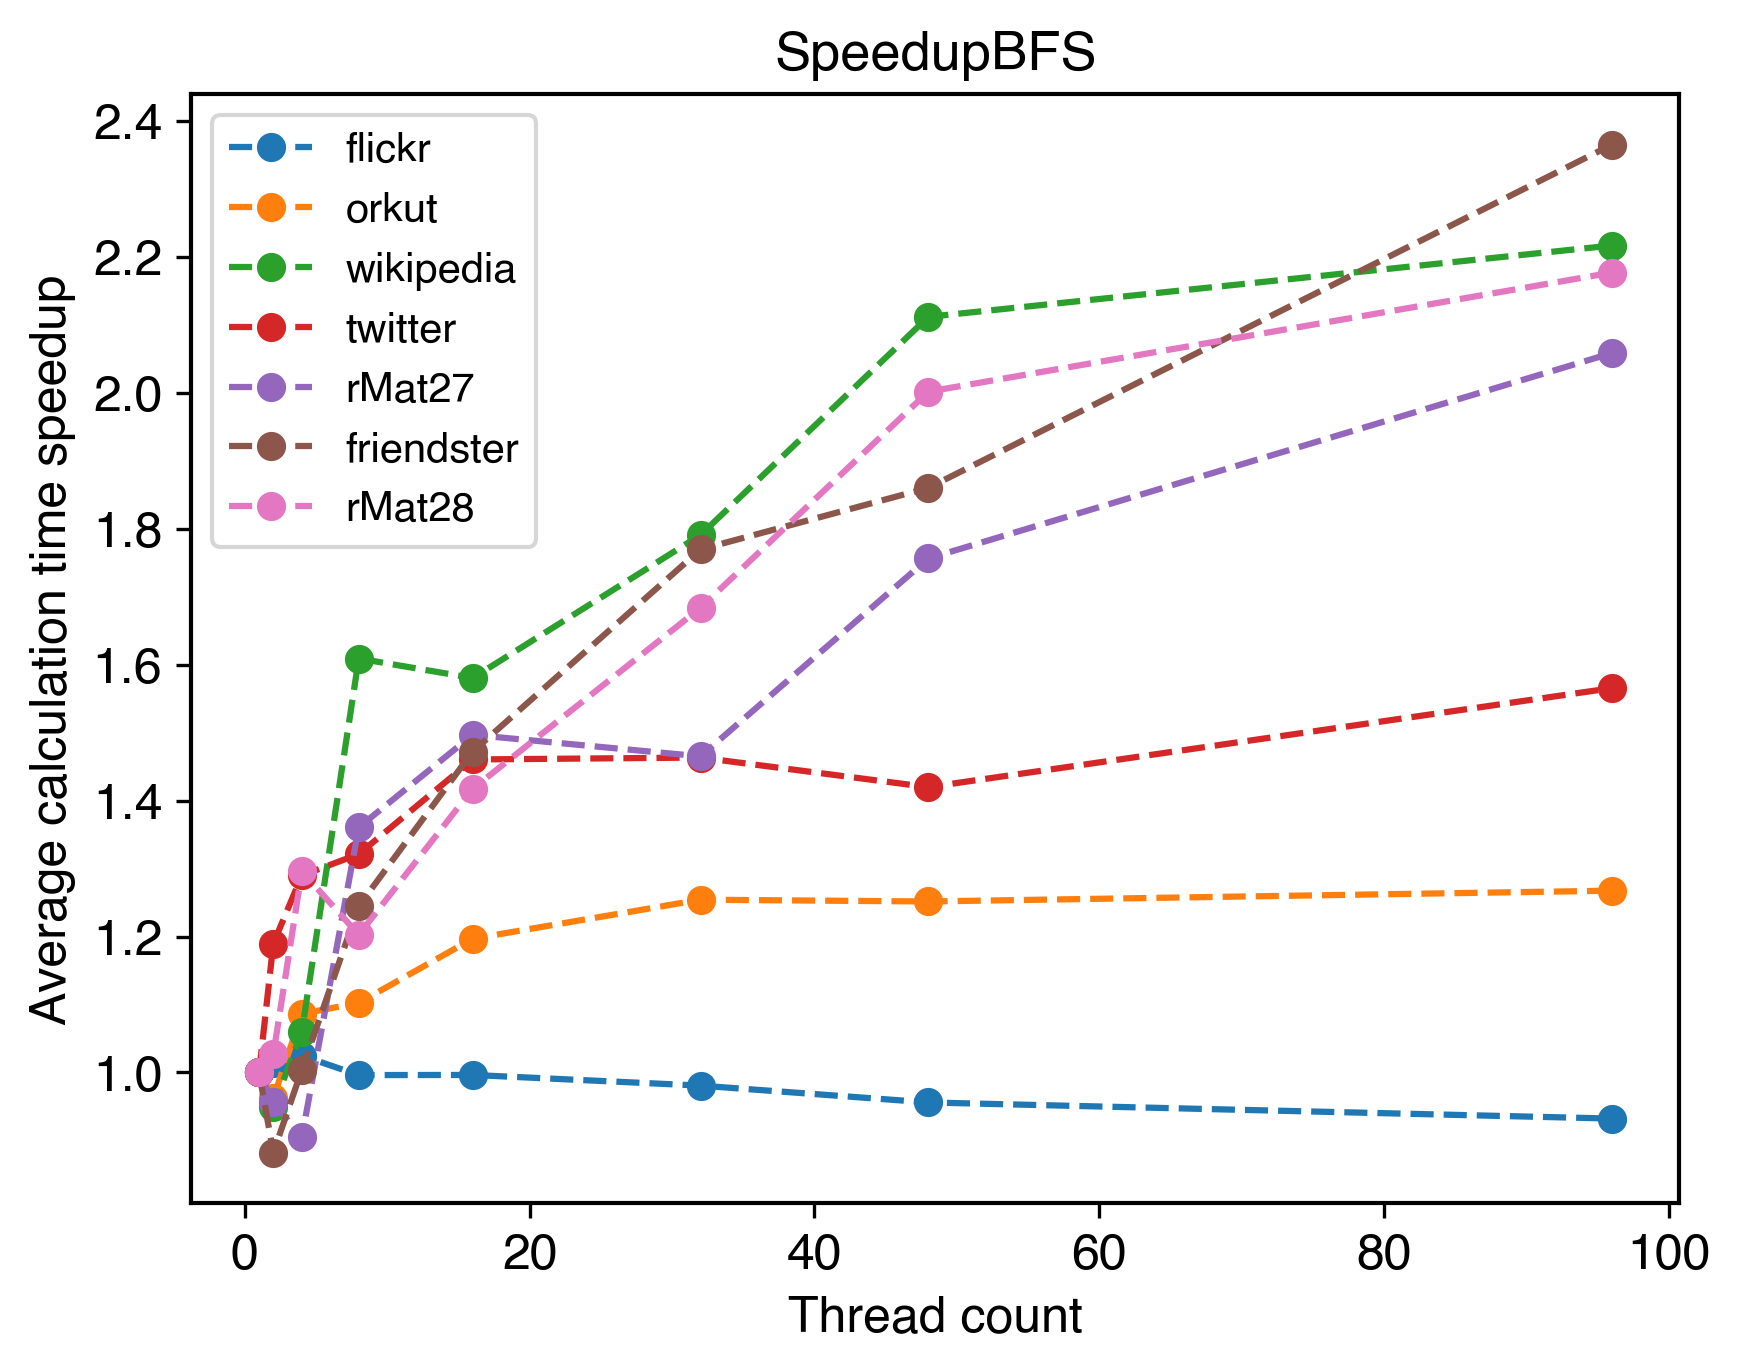 SpeedupBFS
2.4
2.2
2.0
1.8
1.6
1.4
1.2
1.0
Average calculation time speedup
flickr
orkut
wikipedia
twitter
rMat27
friendster
rMat28
0 20 40 60 80 100
Thread count